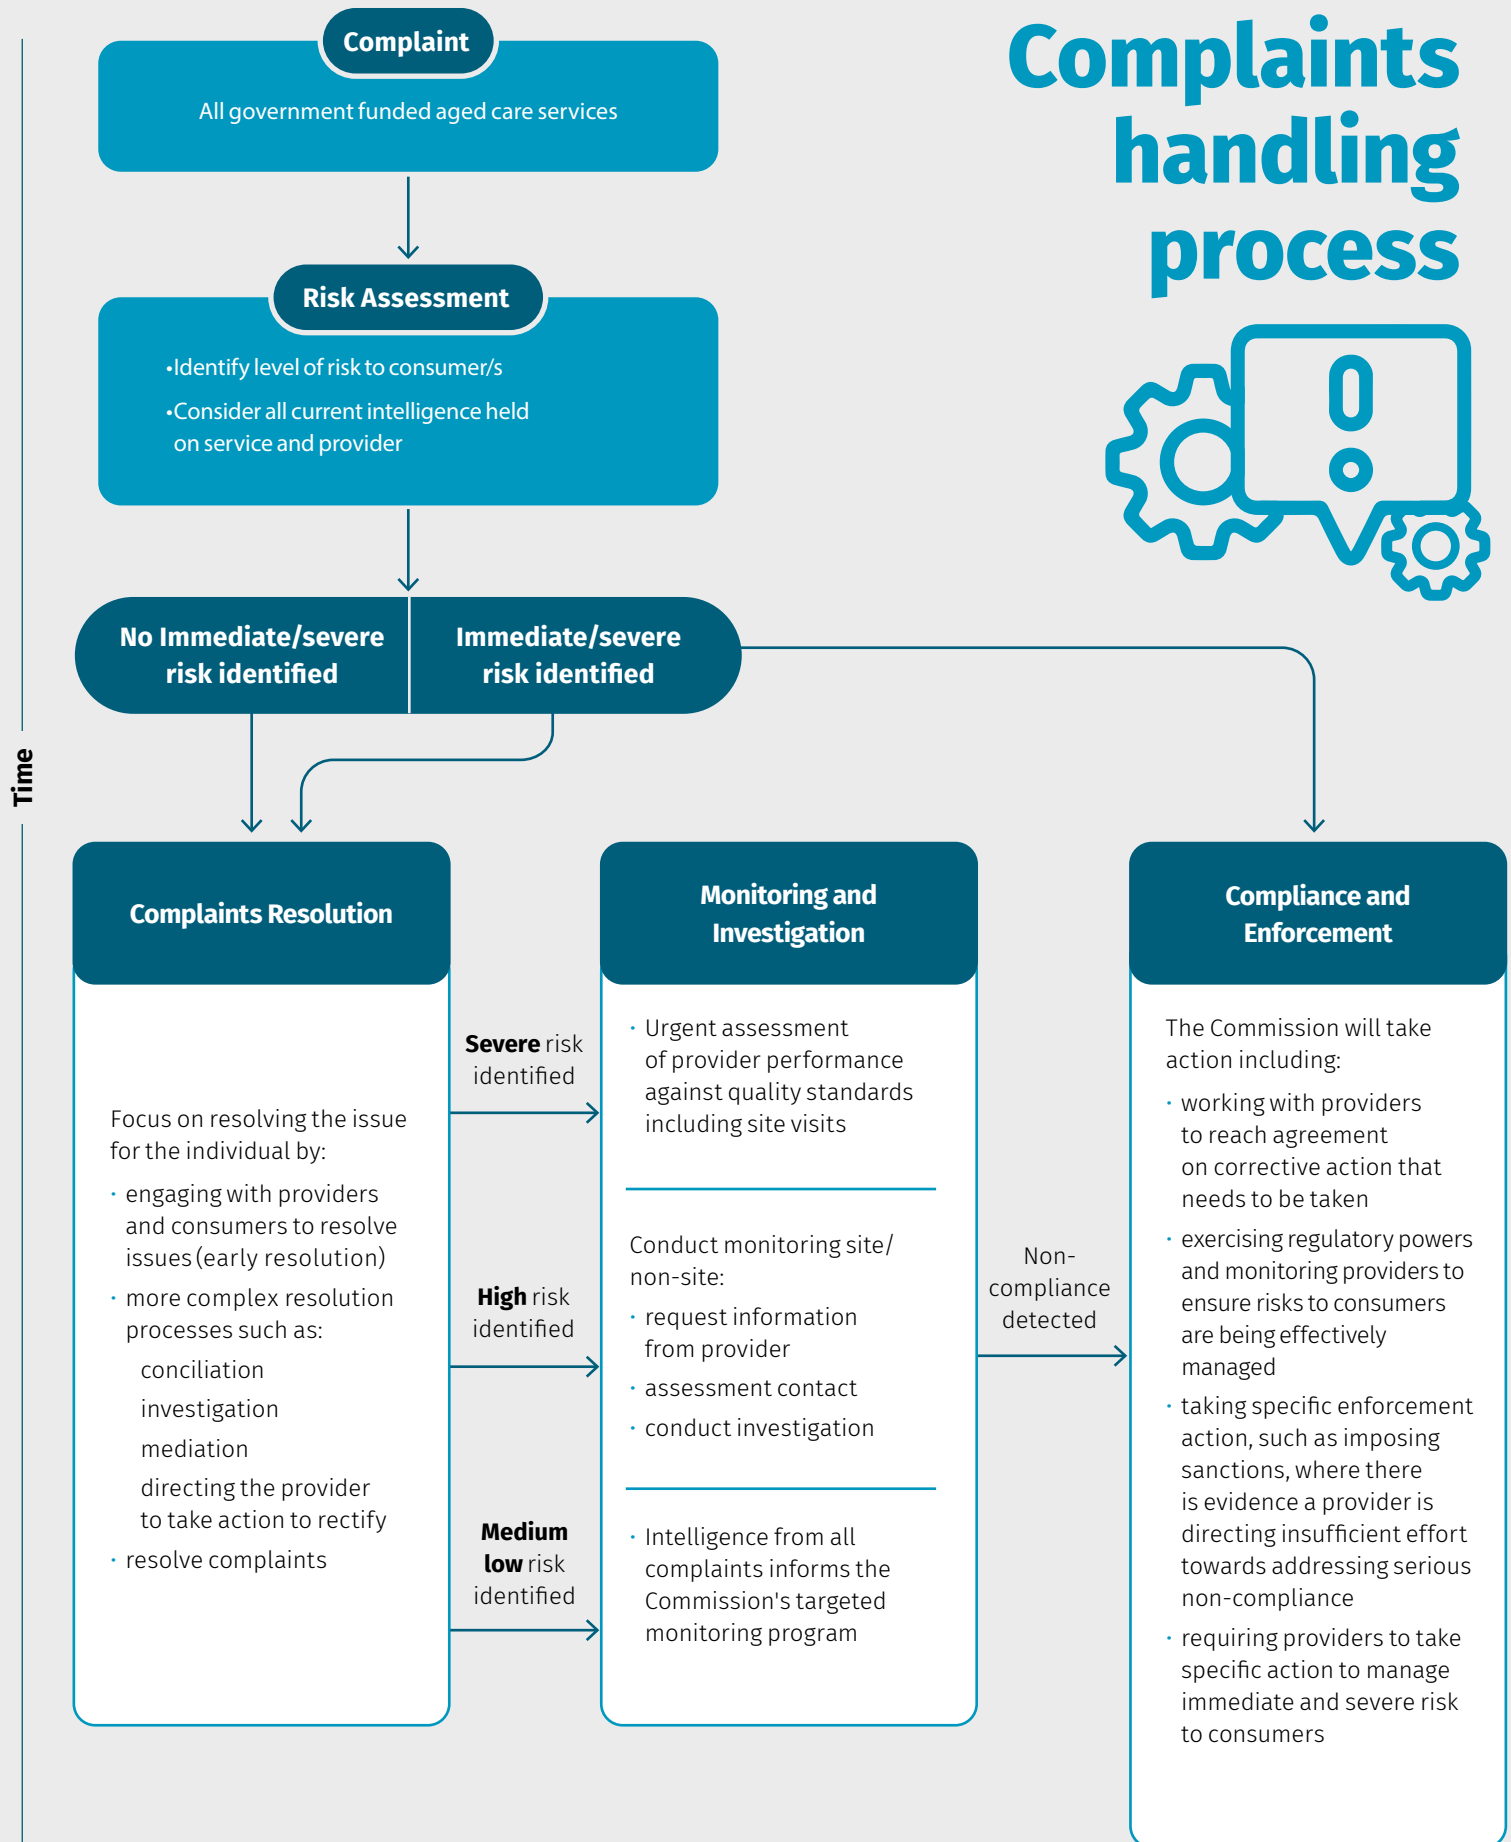 Complaints
handling
process
Complaint
All government funded aged care services
Risk Assessment
•Identify level of risk to consumer/s
•Consider all current intelligence held
on service and provider
No Immediate/severe
risk identified
Immediate/severe
risk identified
Time
Complaints Resolution
Focus on resolving the issue
for the individual by:
· engaging with providers
and consumers to resolve
issues (early resolution)
· more complex resolution
processes such as:
conciliation
investigation
mediation
directing the provider
to take action to rectify
· resolve complaints
Severe risk
identified
High risk
identified
Medium
low risk
identified
Monitoring and
Investigation
· Urgent assessment
of provider performance
against quality standards
including site visits
Conduct monitoring site/
non-site:
· request information
from provider
· assessment contact
· conduct investigation
· Intelligence from all
complaints informs the
Commission's targeted
monitoring program
Non-
compliance
detected
Compliance and
Enforcement
The Commission will take
action including:
· working with providers
to reach agreement
on corrective action that
needs to be taken
· exercising regulatory powers
and monitoring providers to
ensure risks to consumers
are being effectively
managed
· taking specific enforcement
action, such as imposing
sanctions, where there
is evidence a provider is
directing insufficient effort
towards addressing serious
non-compliance
· requiring providers to take
specific action to manage
immediate and severe risk
to consumers